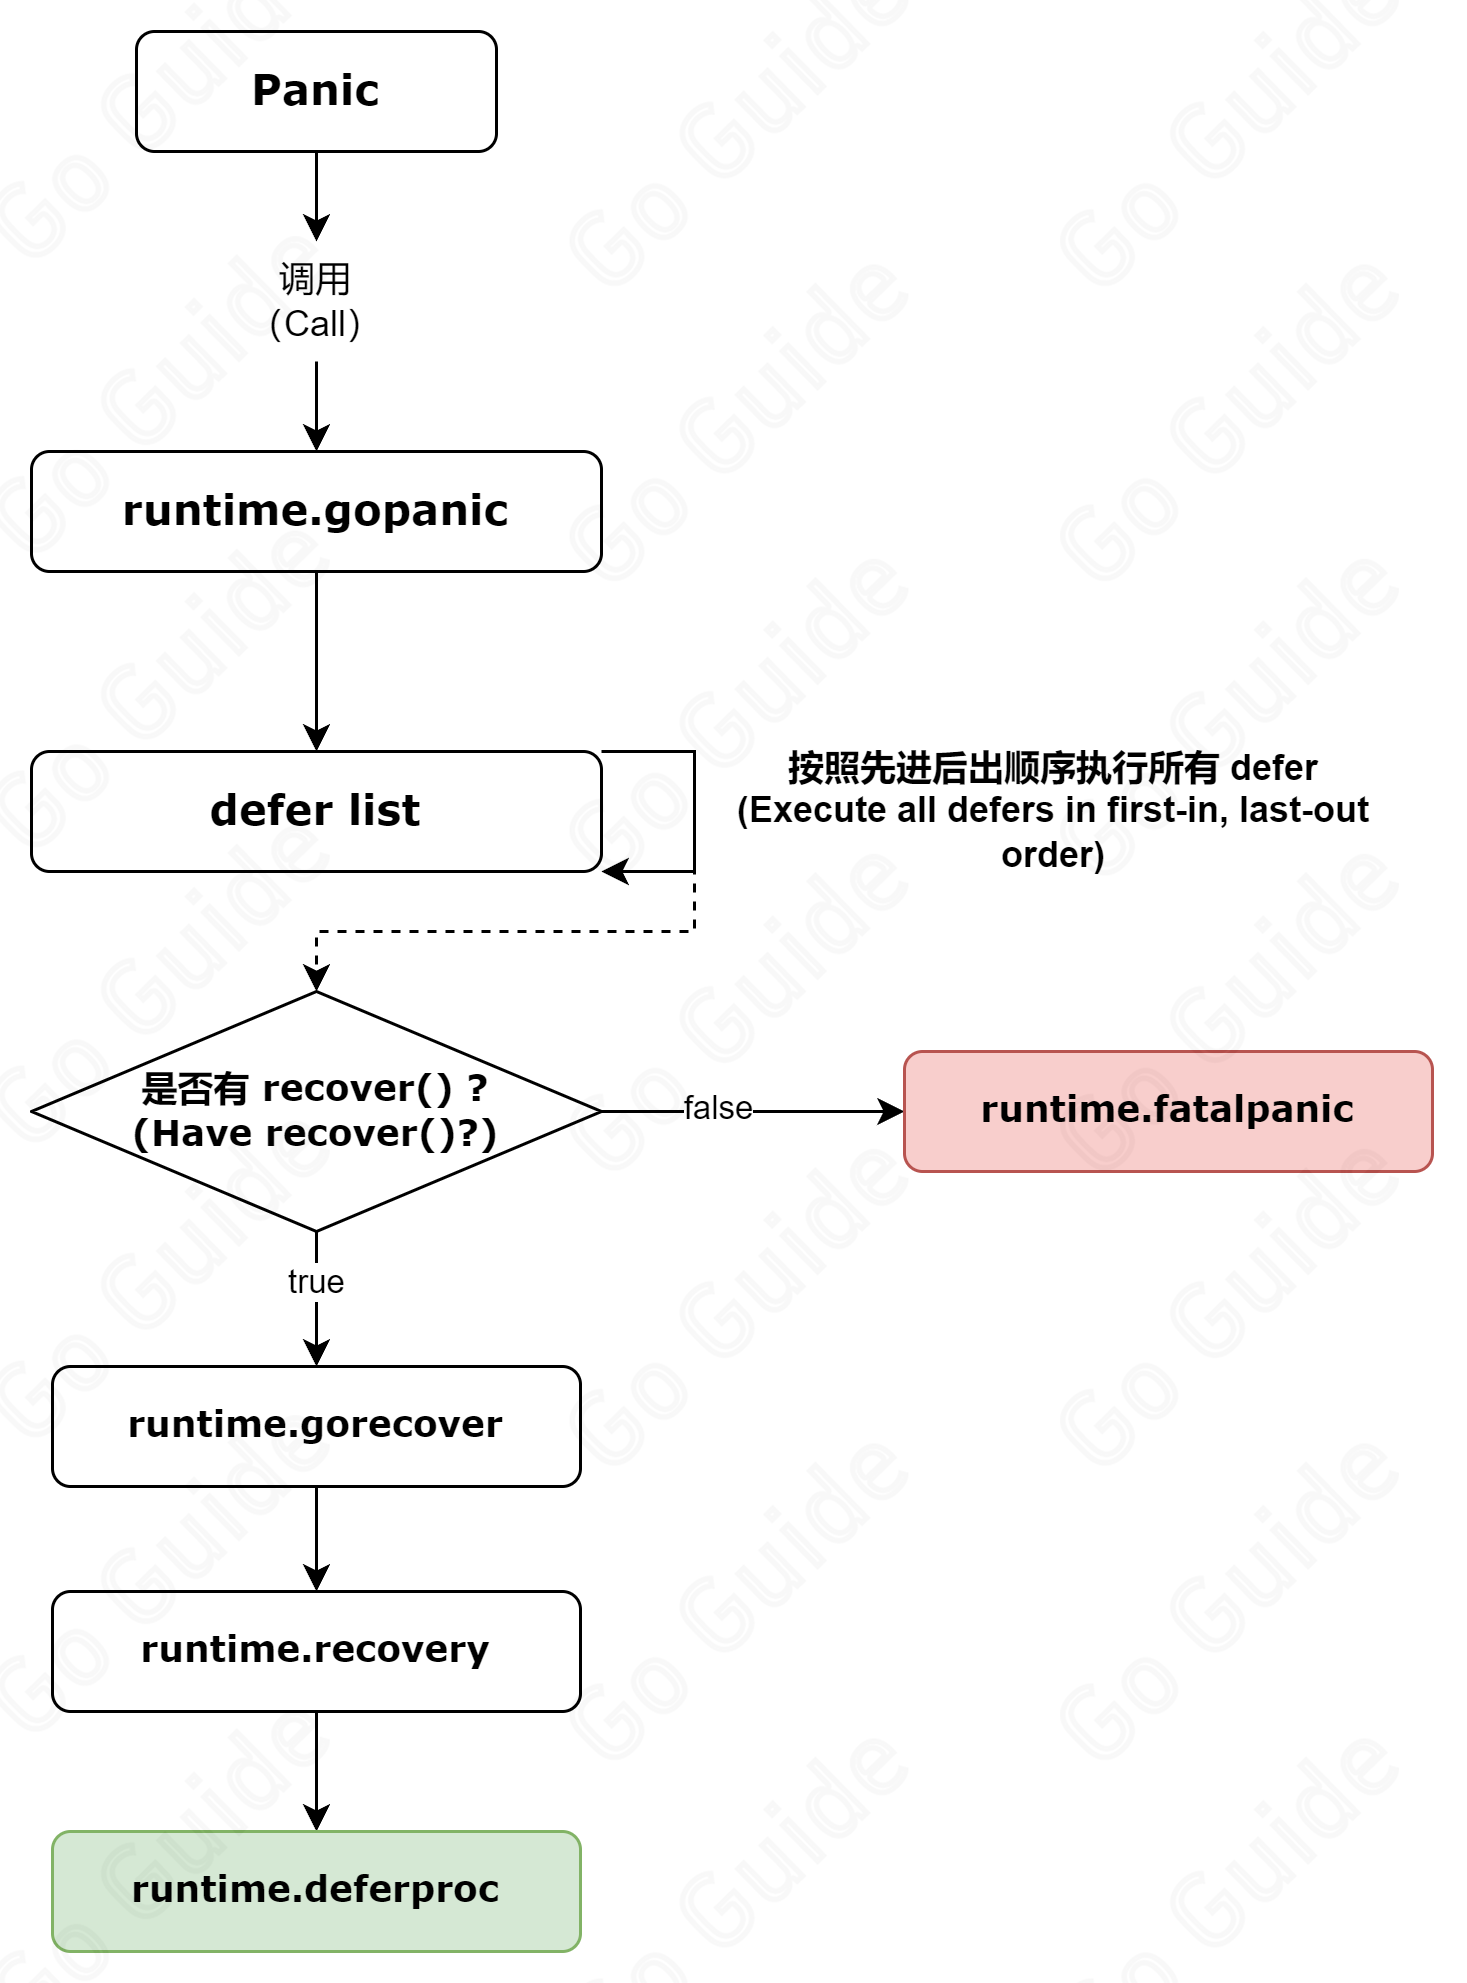 Panic
调用
(Call)
runtime.gopanic
defer list
按照先进后出顺序执行所有 defer
(Execute all defers in first-in, last-out
order)
是否有 recover() ?
(Have recover()?)
false
runtime.fatalpanic
true
runtime.gorecover
runtime.recovery
runtime.deferproc
Go Guide